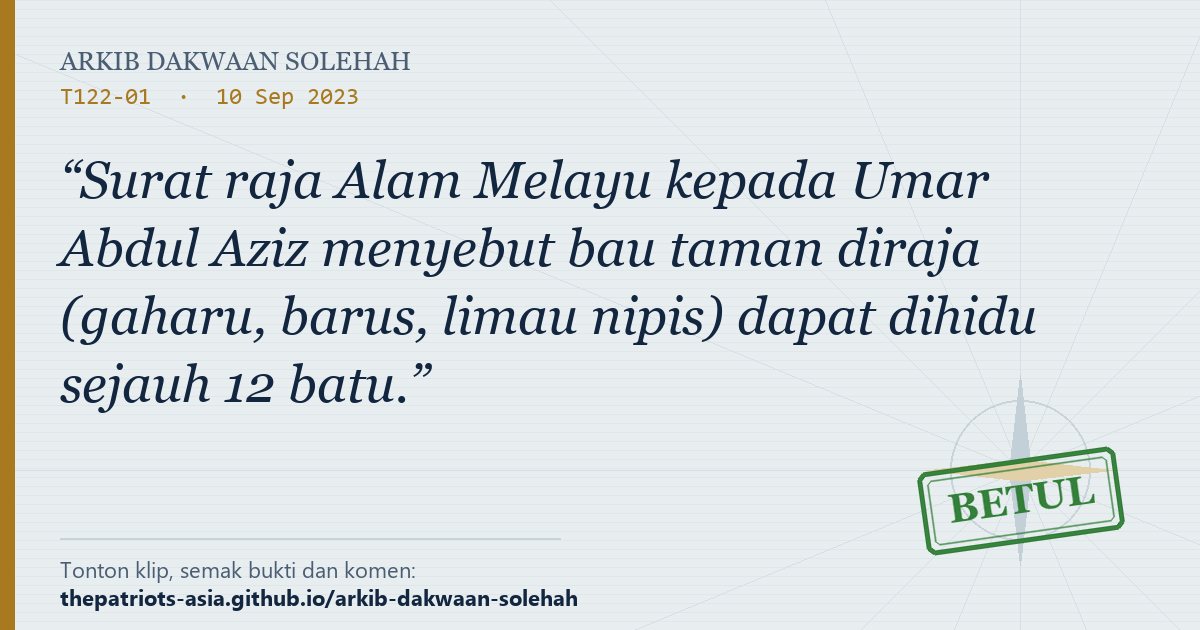 ARKIB DAKWAAN SOLEHAH
T122-01 · 10 Sep 2023
“Surat raja Alam Melayu kepada Umar
Abdul Aziz menyebut bau taman diraja
(gaharu, barus, limau nipis) dapat dihidu
sejauh 12 batu.”
BETUL
Tonton klip, semak bukti dan komen:
thepatriots-asia.github.io/arkib-dakwaan-solehah